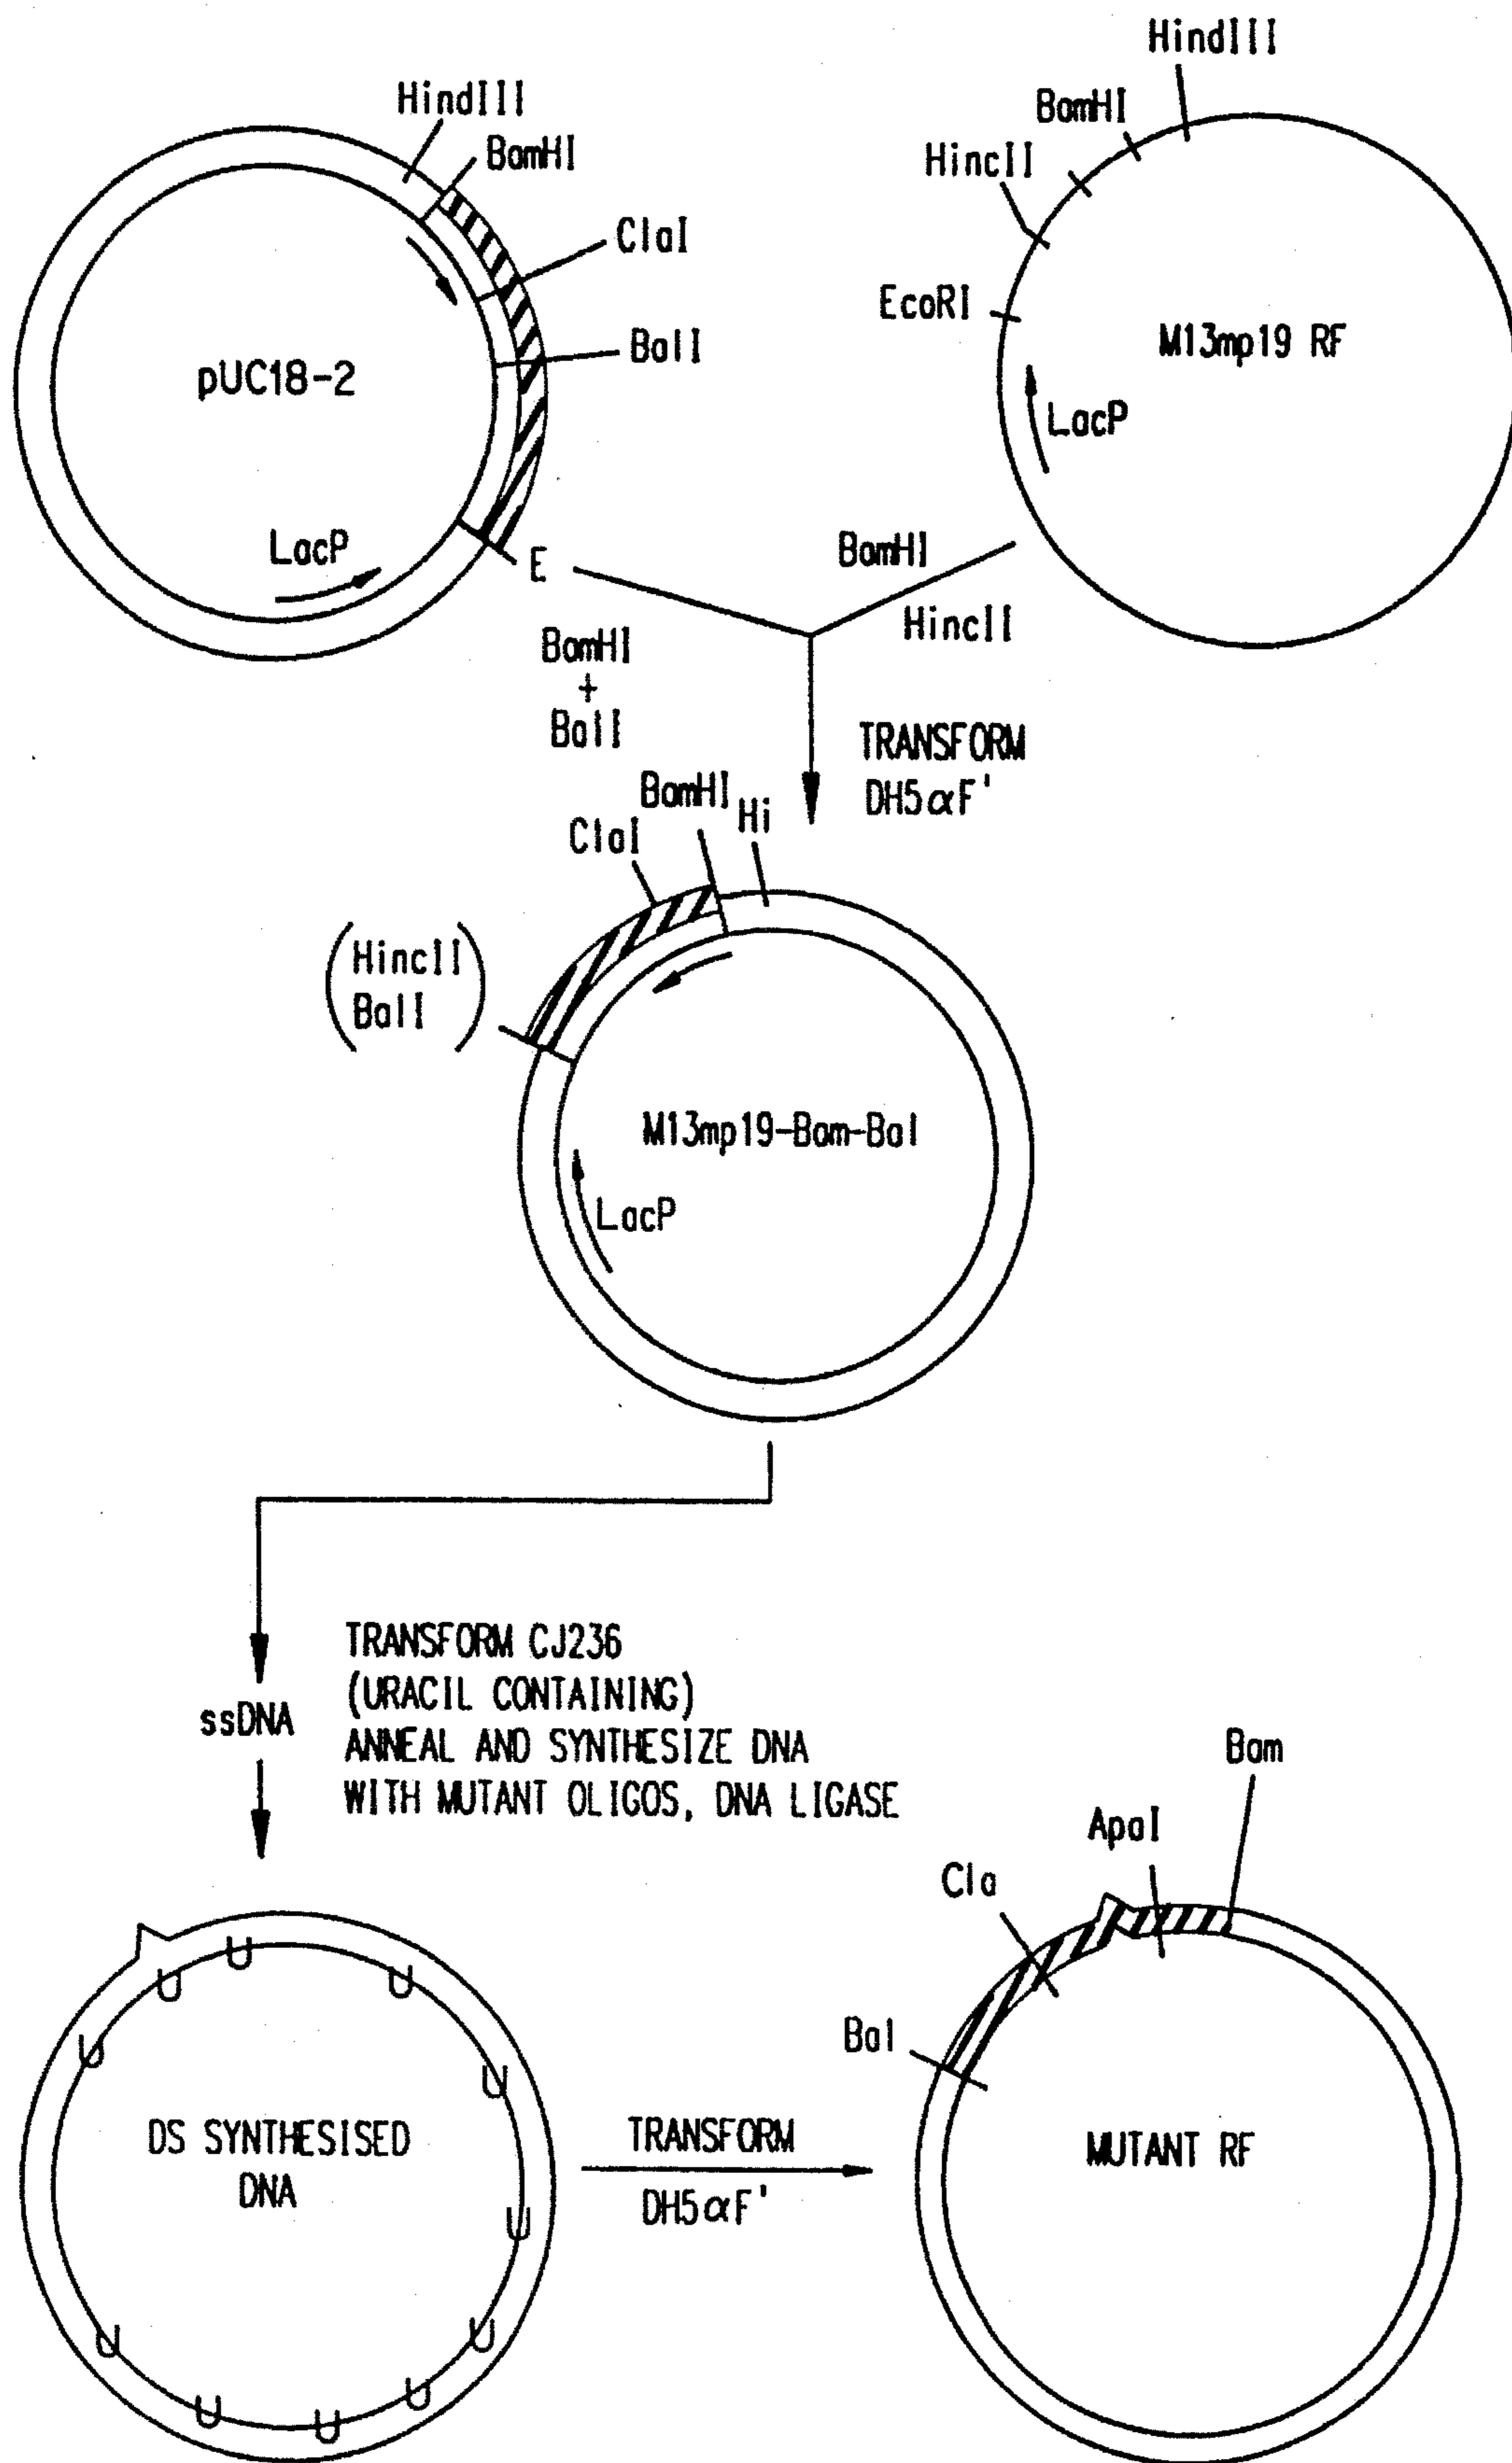 HindIII
BamHI
ClaI
BalI
pUC18-2
LacP
E
HindIII
BamHI
HincII
EcoRI
M13mp19 RF
LacP
BamHI
+
BalI
BamHI
HincII
TRANSFORM
DH5αF'
BamHI
Hi
ClaI
(HincII
BalI)
M13mp19-Bam-Bal
LacP
ssDNA
TRANSFORM CJ236
(URACIL CONTAINING)
ANNEAL AND SYNTHESIZE DNA
WITH MUTANT OLIGOS, DNA LIGASE
U
U
U
U
U
U
U
U
U
U
U
DS SYNTHESISED
DNA
TRANSFORM
DH5αF'
Bam
ApaI
Cla
Bal
MUTANT RF